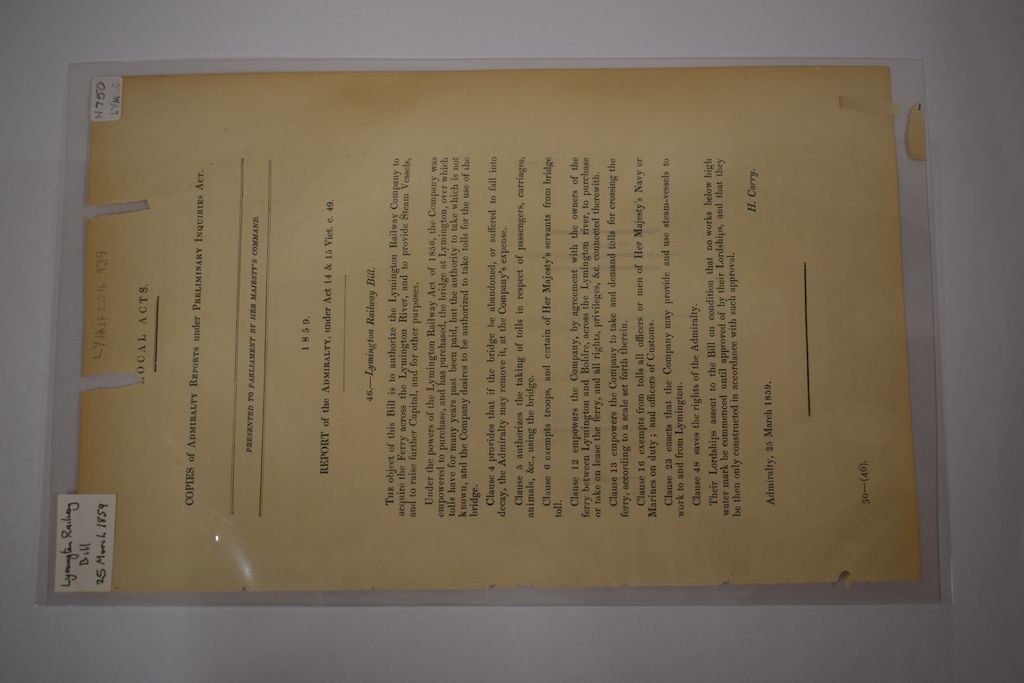 Lymington Railway
Bill
25 March 1859
N.750
LYM
LYMIF:2016.939
LOCAL ACTS.
COPIES of Admiralty Reports under Preliminary Inquiries Act.
PRESENTED TO PARLIAMENT BY HER MAJESTY'S COMMAND.
1859.
REPORT of the Admiralty, under Act 14 & 15 Vict. c. 49.
46.—Lymington Railway Bill.
The object of this Bill is to authorize the Lymington Railway Company to
acquire the Ferry across the Lymington River, and to provide Steam Vessels,
and to raise further Capital, and for other purposes.
Under the powers of the Lymington Railway Act of 1856, the Company was
empowered to purchase, and has purchased, the bridge at Lymington, over which
tolls have for many years past been paid, but the authority to take which is not
known, and the Company desires to be authorized to take tolls for the use of the
bridge.
Clause 4 provides that if the bridge be abandoned, or suffered to fall into
decay, the Admiralty may remove it, at the Company's expense.
Clause 5 authorizes the taking of tolls in respect of passengers, carriages,
animals, &c., using the bridge.
Clause 6 exempts troops, and certain of Her Majesty's servants from bridge
toll.
Clause 12 empowers the Company, by agreement with the owners of the
ferry between Lymington and Boldre, across the Lymington river, to purchase
or take on lease the ferry, and all rights, privileges, &c. connected therewith.
Clause 13 empowers the Company to take and demand tolls for crossing the
ferry, according to a scale set forth therein.
Clause 16 exempts from tolls all officers or men of Her Majesty's Navy or
Marines on duty; and officers of Customs.
Clause 23 enacts that the Company may provide and use steam-vessels to
work to and from Lymington.
Clause 48 saves the rights of the Admiralty.
Their Lordships assent to the Bill on condition that no works below high
water mark be commenced until approved of by their Lordships, and that they
be then only constructed in accordance with such approval.
H. Corry.
Admiralty, 25 March 1859.
50—(46).